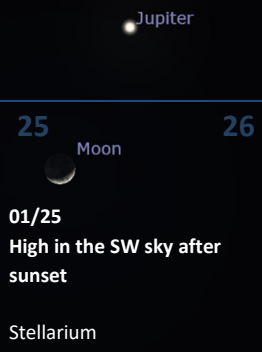 Jupiter
25 26
Moon
01/25
High in the SW sky after
sunset
Stellarium